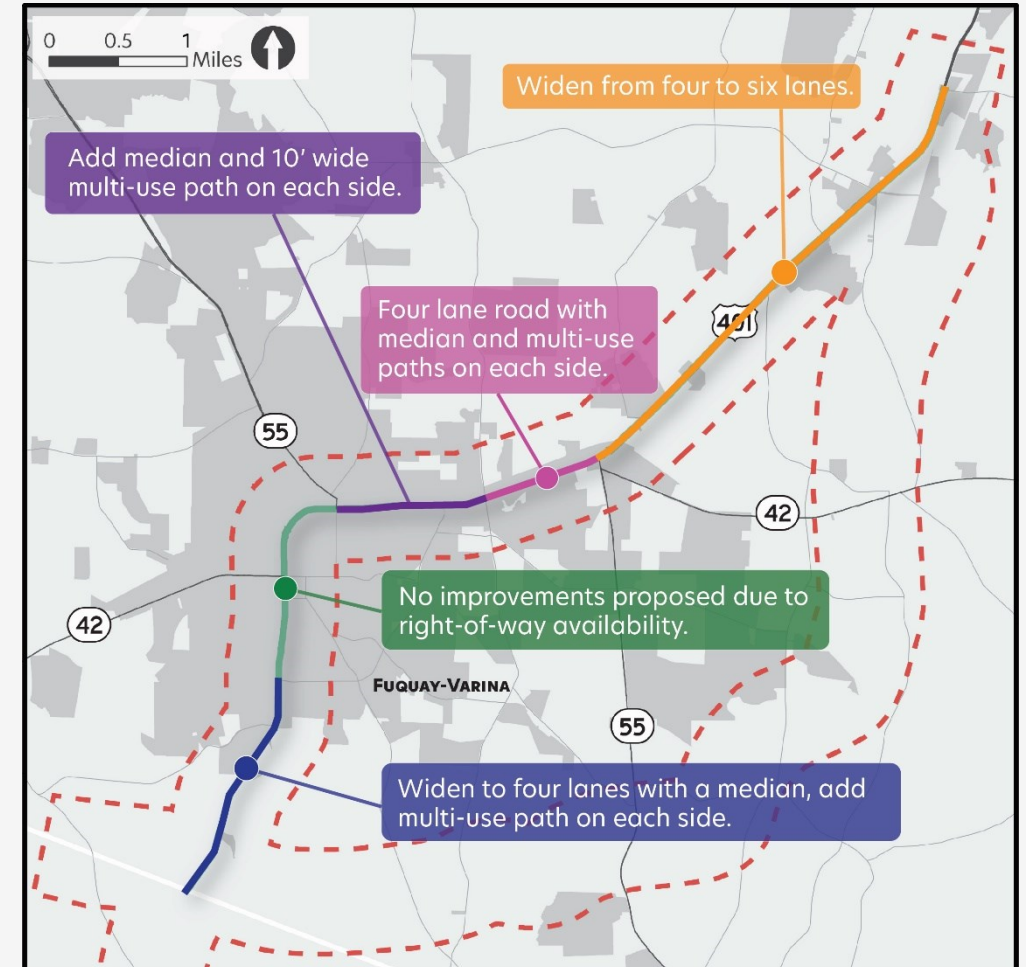 0 0.5 1
Miles
Widen from four to six lanes.
Add median and 10’ wide
multi-use path on each side.
Four lane road with
median and multi-use
paths on each side.
401
55
42
No improvements proposed due to
right-of-way availability.
42
FUQUAY-VARINA
55
Widen to four lanes with a median, add
multi-use path on each side.